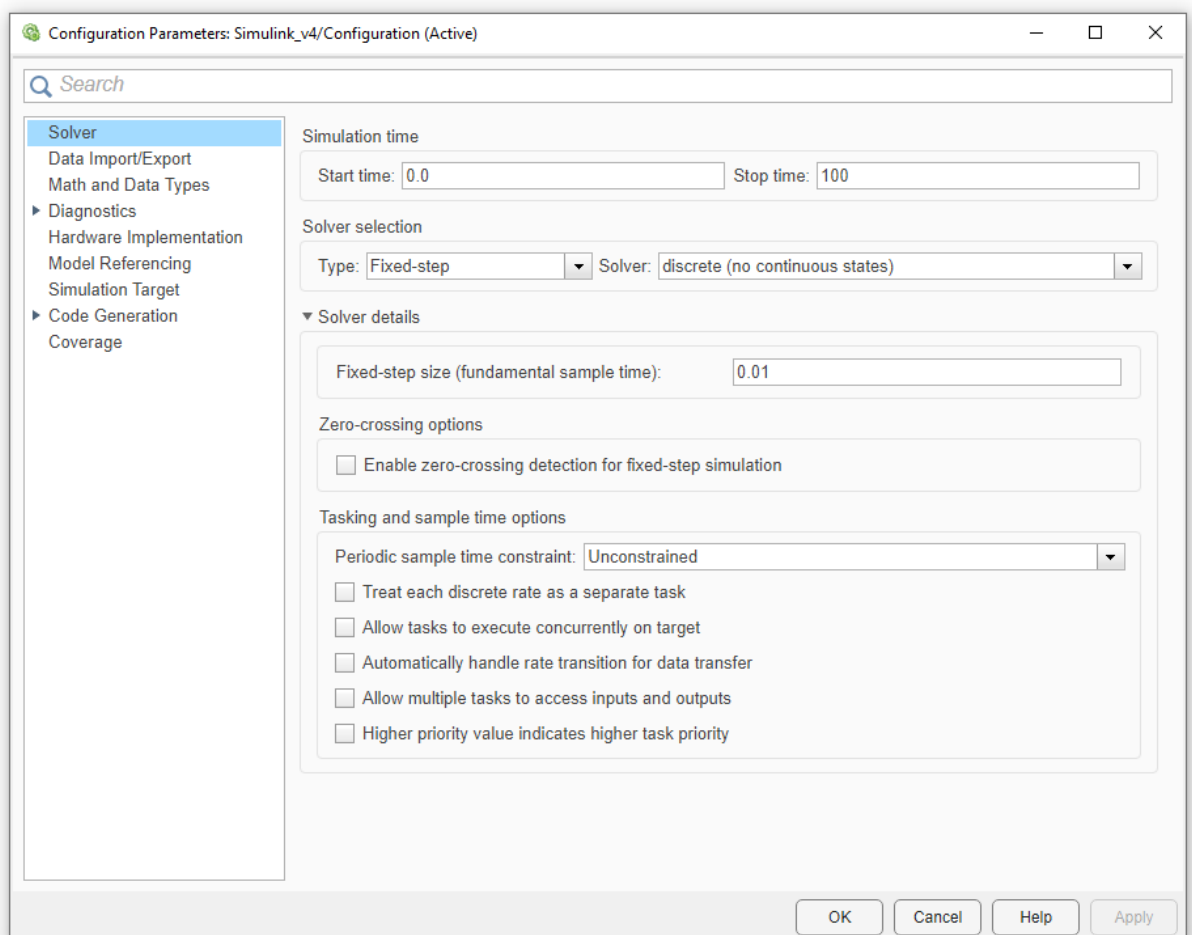 Configuration Parameters: Simulink_v4/Configuration (Active)
Search
Solver
Data Import/Export
Math and Data Types
Diagnostics
Hardware Implementation
Model Referencing
Simulation Target
Code Generation
Coverage
Simulation time
Start time: 0.0 Stop time: 100
Solver selection
Type: Fixed-step Solver: discrete (no continuous states)
Solver details
Fixed-step size (fundamental sample time): 0.01
Zero-crossing options
Enable zero-crossing detection for fixed-step simulation
Tasking and sample time options
Periodic sample time constraint: Unconstrained
Treat each discrete rate as a separate task
Allow tasks to execute concurrently on target
Automatically handle rate transition for data transfer
Allow multiple tasks to access inputs and outputs
Higher priority value indicates higher task priority
OK Cancel Help Apply